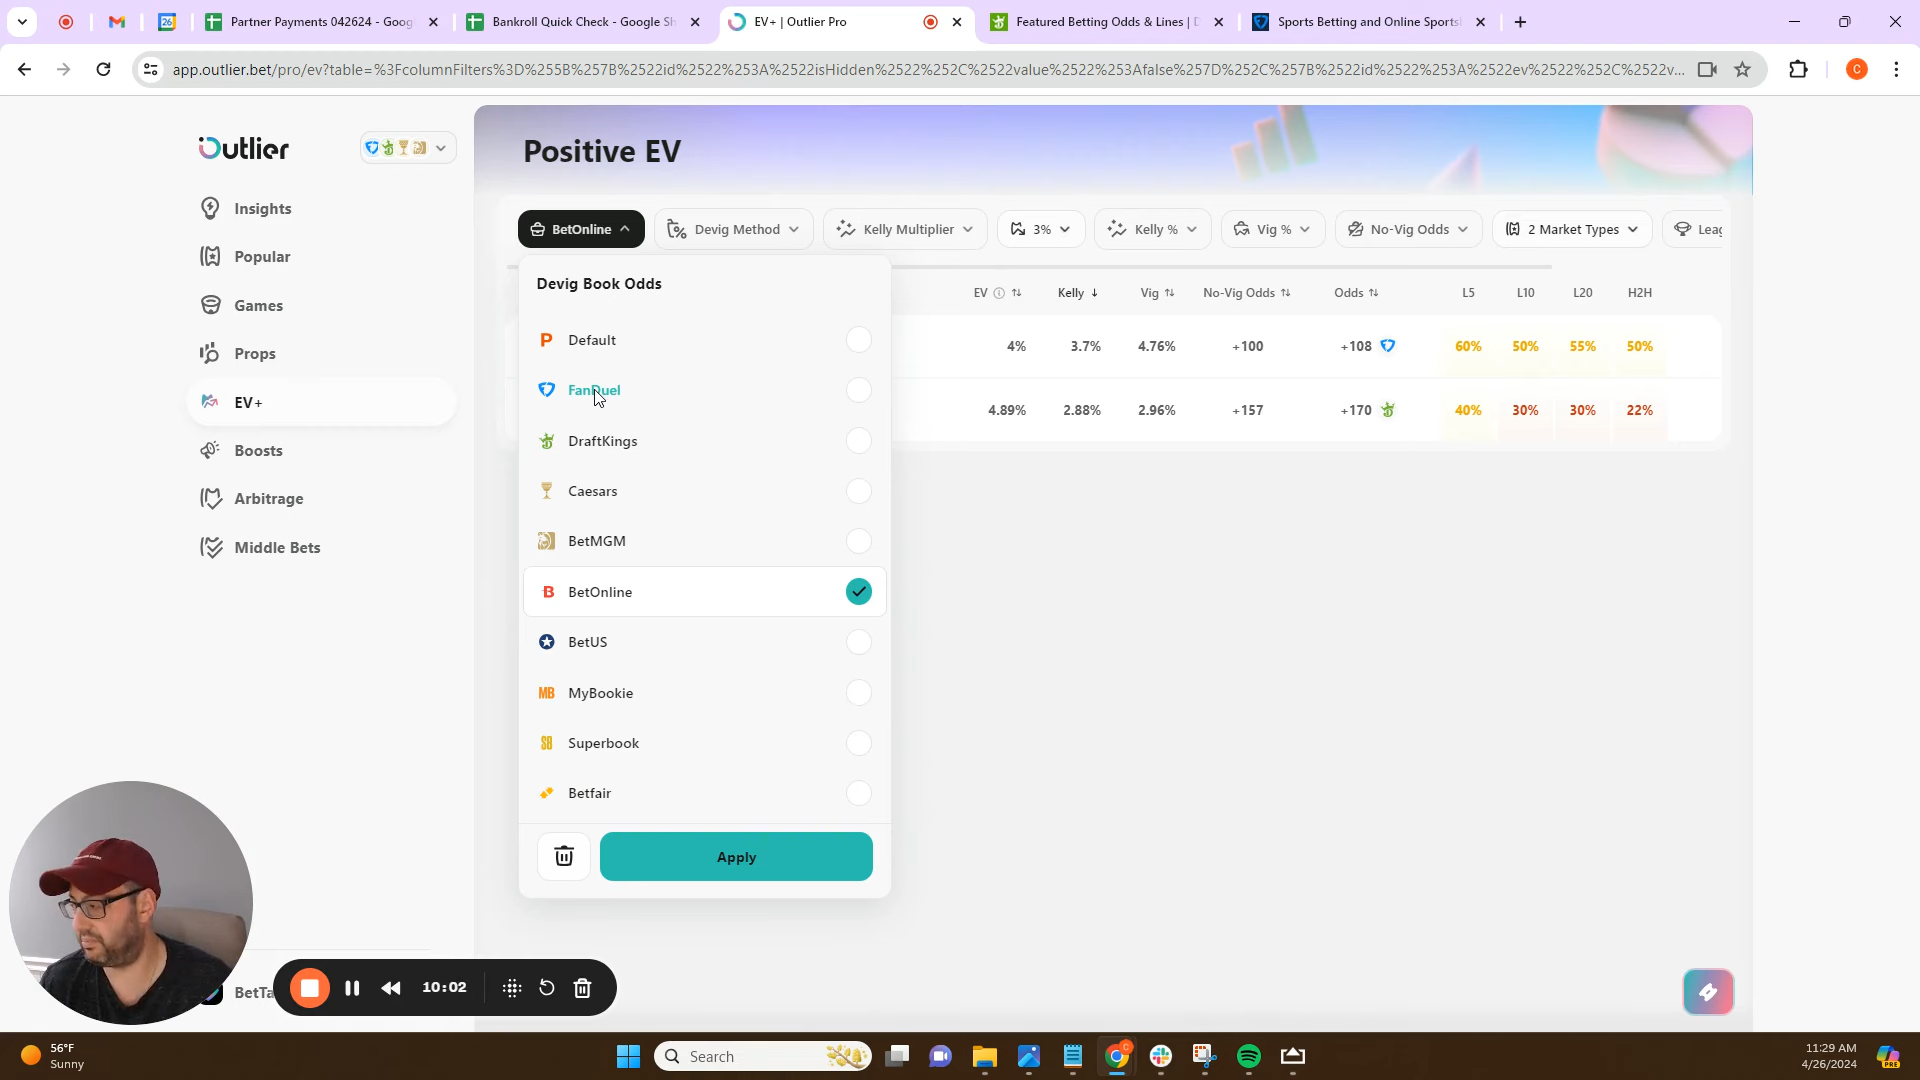 Partner Payments 042624 - Goog
Bankroll Quick Check - Google Sh
EV+ | Outlier Pro
Featured Betting Odds & Lines | D
Sports Betting and Online Sports
app.outlier.bet/pro/ev?table=%3FcolumnFilters%3D%255B%257B%2522id%2522%253A%2522isHidden%2522%252C%2522value%2522%253Afalse%257D%252C%257B%2522id%2522%253A%2522ev%2522%252C%2522v...
C
Outlier
Insights
Popular
Games
Props
EV+
Boosts
Arbitrage
Middle Bets
BetTa
Positive EV
BetOnline
Devig Method
Kelly Multiplier
3%
Kelly %
Vig %
No-Vig Odds
2 Market Types
Leag
Devig Book Odds
Default
FanDuel
DraftKings
Caesars
BetMGM
BetOnline
BetUS
MyBookie
Superbook
Betfair
Apply
EV Kelly Vig No-Vig Odds Odds L5 L10 L20 H2H
4% 3.7% 4.76% +100 +108 60% 50% 55% 50%
4.89% 2.88% 2.96% +157 +170 40% 30% 30% 22%
10:02
56°F
Sunny
Search
11:29 AM
4/26/2024